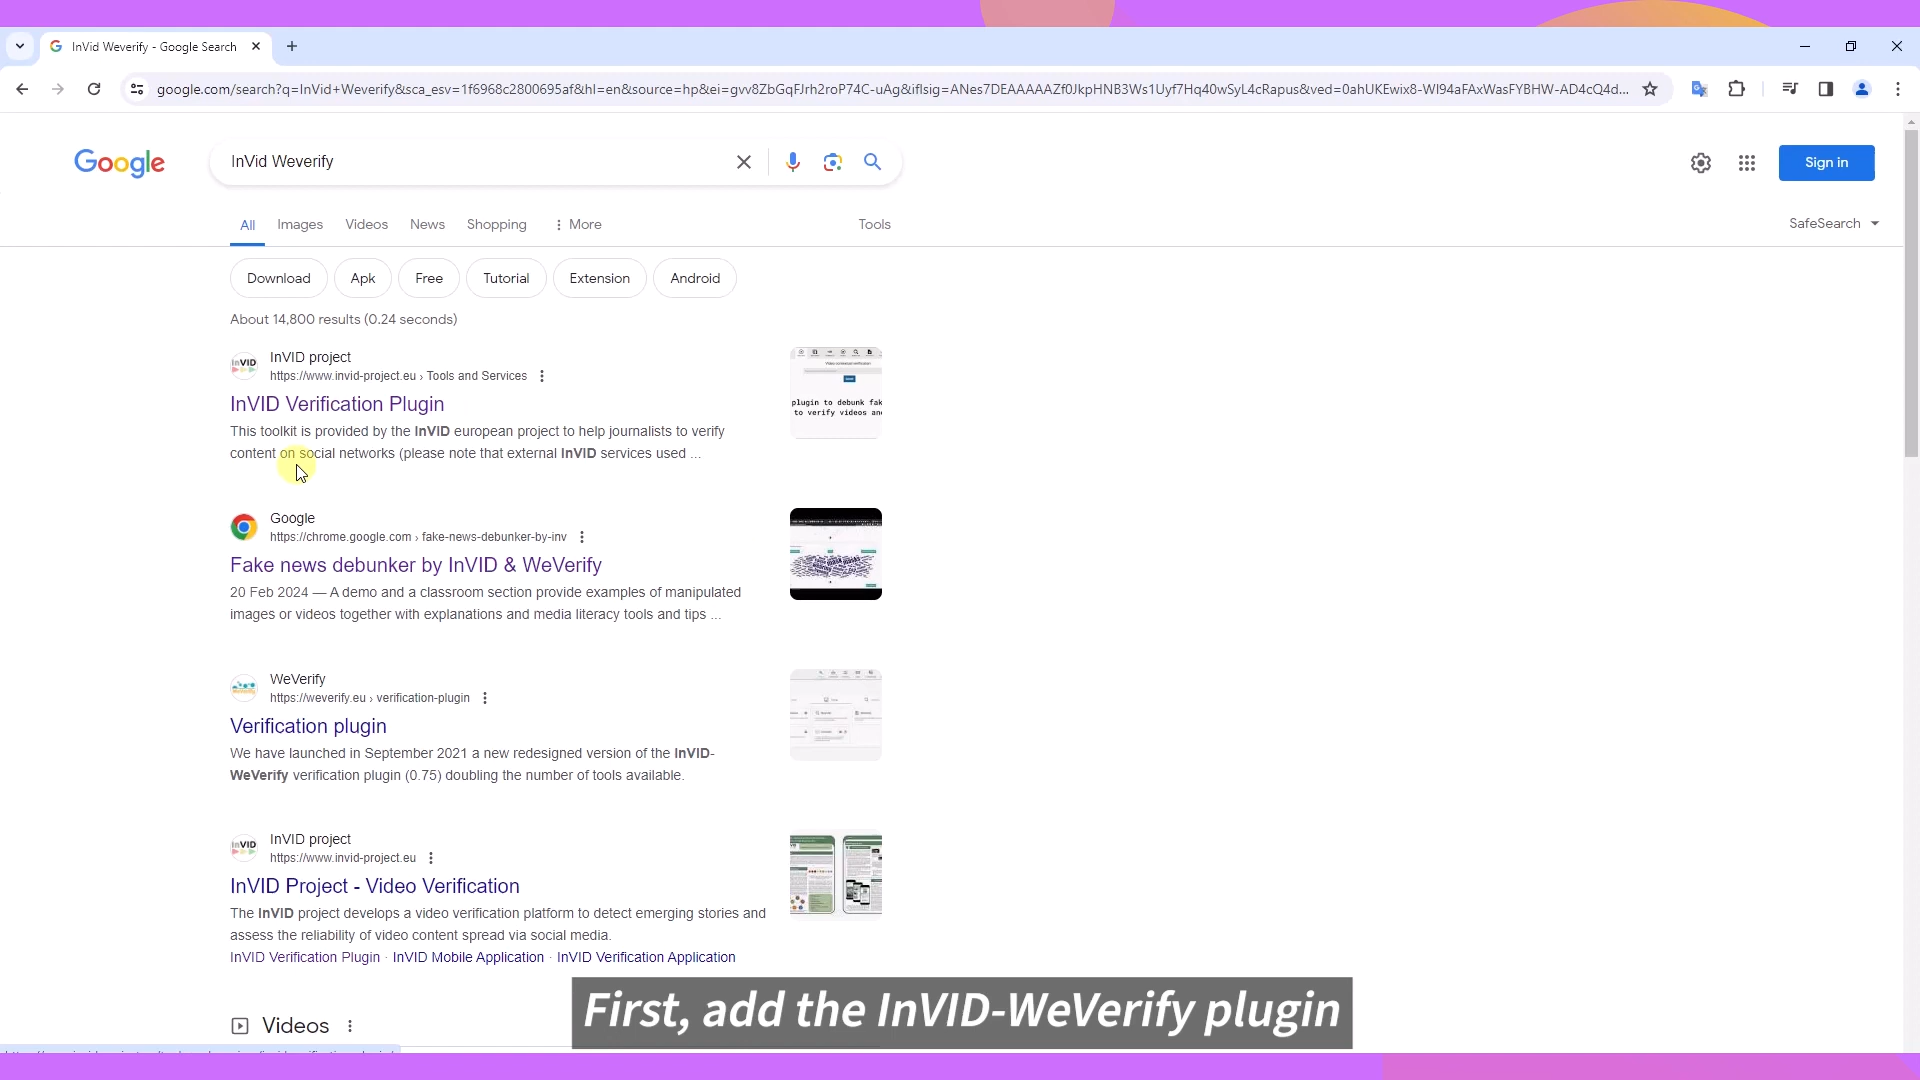 InVid Weverify - Google Search
google.com/search?q=InVid+Weverify&sca_esv=1f6968c2800695af&hl=en&source=hp&ei=gvv8ZbGqFJrh2roP74C-uAg&iflsig=ANes7DEAAAAAZf0JkpHNB3Ws1Uyf7Hq40wSyL4cRapus&ved=0ahUKEwix8-WI94aFAxWasFYBHW-AD4cQ4d...
Google
InVid Weverify
Sign in
All Images Videos News Shopping More Tools
SafeSearch
Download Apk Free Tutorial Extension Android
About 14,800 results (0.24 seconds)
InVID project
https://www.invid-project.eu › Tools and Services
InVID Verification Plugin
This toolkit is provided by the InVID european project to help journalists to verify
content on social networks (please note that external InVID services used ...
plugin to debunk fak
to verify videos and
Google
https://chrome.google.com › fake-news-debunker-by-inv
Fake news debunker by InVID & WeVerify
20 Feb 2024 — A demo and a classroom section provide examples of manipulated
images or videos together with explanations and media literacy tools and tips ...
WeVerify
https://weverify.eu › verification-plugin
Verification plugin
We have launched in September 2021 a new redesigned version of the InVID-
WeVerify verification plugin (0.75) doubling the number of tools available.
InVID project
https://www.invid-project.eu
InVID Project - Video Verification
The InVID project develops a video verification platform to detect emerging stories and
assess the reliability of video content spread via social media.
InVID Verification Plugin · InVID Mobile Application · InVID Verification Application
Videos
First, add the InVID-WeVerify plugin